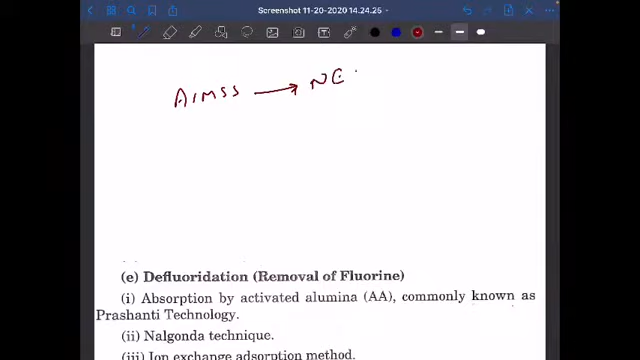 Screenshot 11-20-2020 14.24.26
AIMSS → NE
(e) Defluoridation (Removal of Fluorine)
(i) Absorption by activated alumina (AA), commonly known as
Prashanti Technology.
(ii) Nalgonda technique.
(iii) Ion exchange adsorption method.